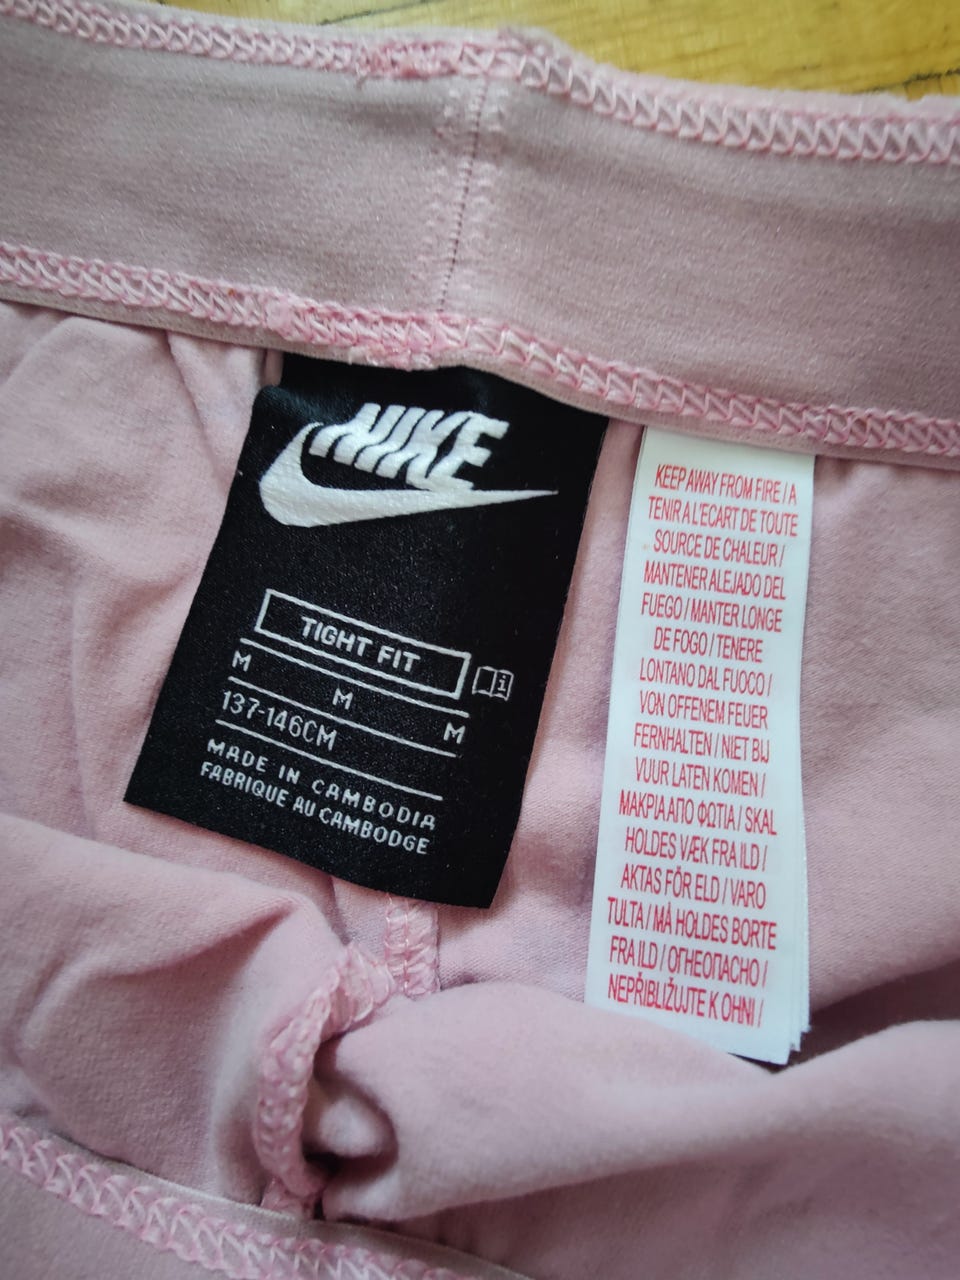 NIKE
TIGHT FIT
M M M
137-146CM
MADE IN CAMBODIA
FABRIQUE AU CAMBODGE
KEEP AWAY FROM FIRE / A
TENIR A L'ECART DE TOUTE
SOURCE DE CHALEUR /
MANTENER ALEJADO DEL
FUEGO / MANTER LONGE
DE FOGO / TENERE
LONTANO DAL FUOCO /
VON OFFENEM FEUER
FERNHALTEN / NIET BIJ
VUUR LATEN KOMEN /
ΜΑΚΡΙΑ ΑΠΟ ΦΩΤΙΑ / SKAL
HOLDES VÆK FRA ILD /
AKTAS FÖR ELD / VARO
TULTA / MÅ HOLDES BORTE
FRA ILD / ОГНЕОПАСНО /
NEPŘIBLIŽUJTE K OHNI /